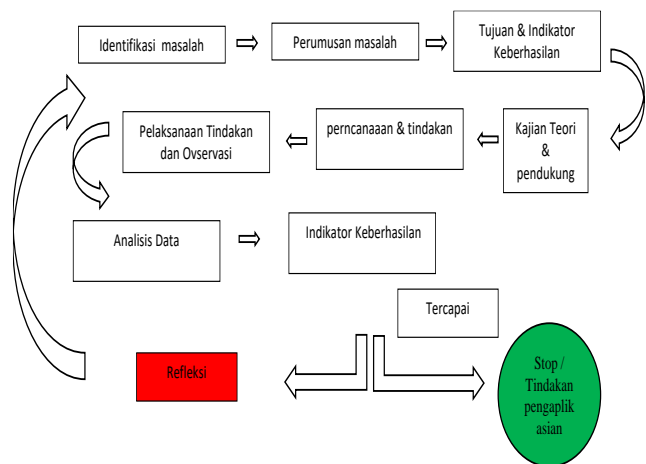 Identifikasi masalah
Perumusan masalah
Tujuan & Indikator
Keberhasilan
Kajian Teori
&
pendukung
perncanaaan & tindakan
Pelaksanaan Tindakan
dan Ovservasi
Analisis Data
Indikator Keberhasilan
Tercapai
Refleksi
Stop /
Tindakan
pengaplik
asian